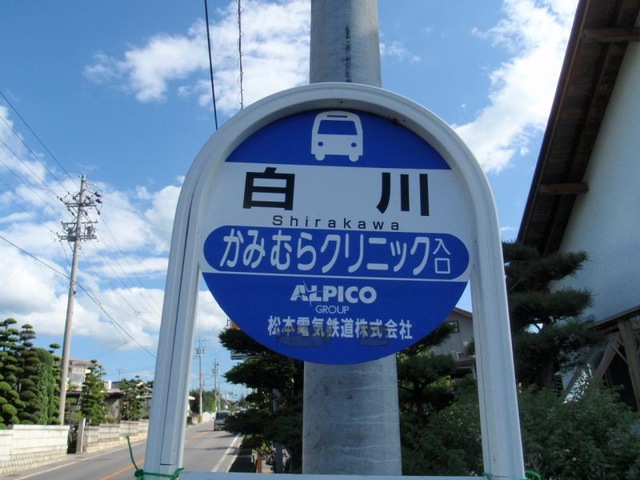 白川
Shirakawa
かみむらクリニック入口
ALPICO
GROUP
松本電気鉄道株式会社